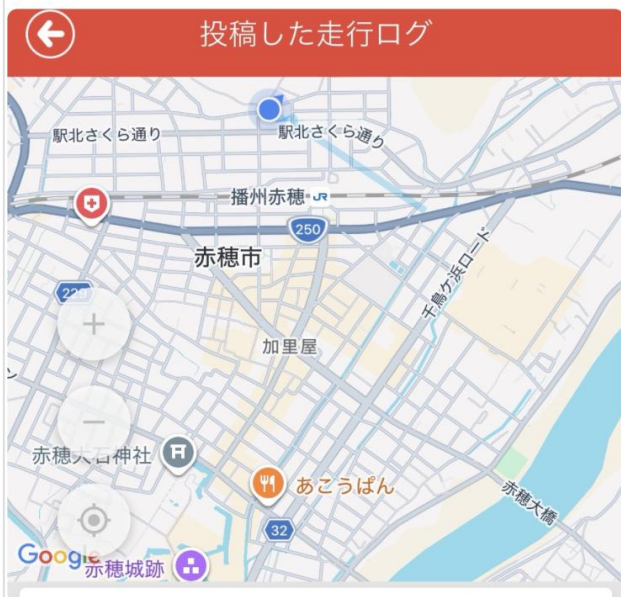 投稿した走行ログ
駅北さくら通り
駅北さくら通り
播州赤穂 JR
250
赤穂市
千鳥ケ浜ロード
加里屋
赤穂大石神社
あこうぱん
赤穂大橋
32
Google
赤穂城跡